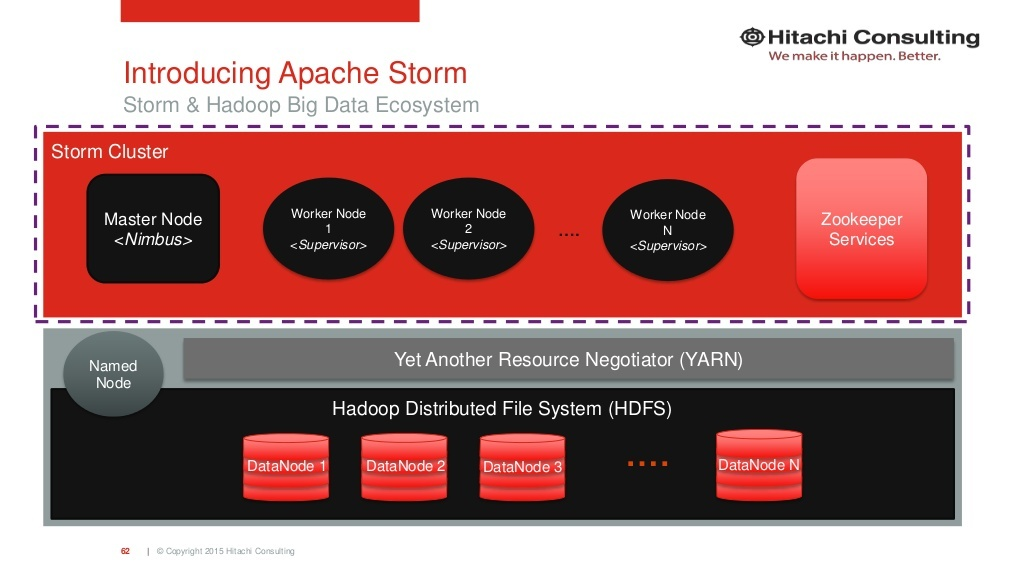 Hitachi Consulting
We make it happen. Better.
Introducing Apache Storm
Storm & Hadoop Big Data Ecosystem
Storm Cluster
Master Node
<Nimbus>
Worker Node
1
<Supervisor>
Worker Node
2
<Supervisor>
....
Worker Node
N
<Supervisor>
Zookeeper
Services
Named
Node
Yet Another Resource Negotiator (YARN)
Hadoop Distributed File System (HDFS)
DataNode 1
DataNode 2
DataNode 3
....
DataNode N
62 | © Copyright 2015 Hitachi Consulting